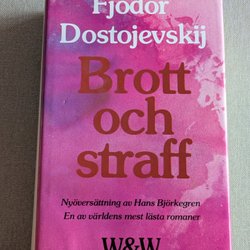 Fjodor
Dostojevskij
Brott
och
straff
Nyöversättning av Hans Björkegren
En av världens mest lästa romaner
W&W